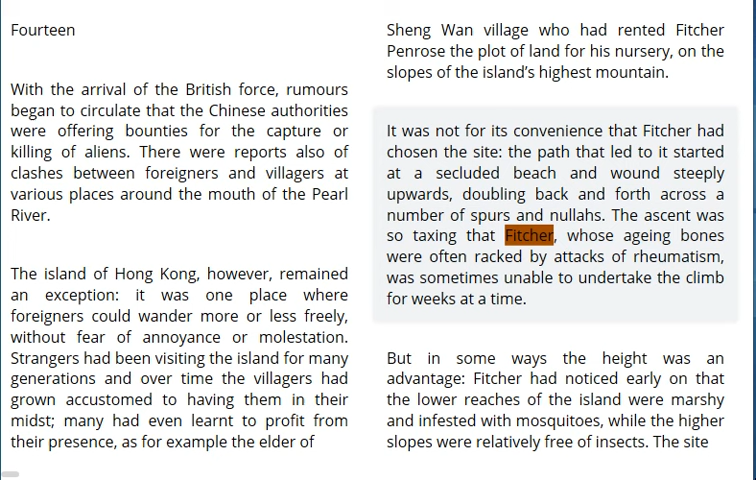 Fourteen
With the arrival of the British force, rumours
began to circulate that the Chinese authorities
were offering bounties for the capture or
killing of aliens. There were reports also of
clashes between foreigners and villagers at
various places around the mouth of the Pearl
River.
The island of Hong Kong, however, remained
an exception: it was one place where
foreigners could wander more or less freely,
without fear of annoyance or molestation.
Strangers had been visiting the island for many
generations and over time the villagers had
grown accustomed to having them in their
midst; many had even learnt to profit from
their presence, as for example the elder of
Sheng Wan village who had rented Fitcher
Penrose the plot of land for his nursery, on the
slopes of the island’s highest mountain.
It was not for its convenience that Fitcher had
chosen the site: the path that led to it started
at a secluded beach and wound steeply
upwards, doubling back and forth across a
number of spurs and nullahs. The ascent was
so taxing that Fitcher, whose ageing bones
were often racked by attacks of rheumatism,
was sometimes unable to undertake the climb
for weeks at a time.
But in some ways the height was an
advantage: Fitcher had noticed early on that
the lower reaches of the island were marshy
and infested with mosquitoes, while the higher
slopes were relatively free of insects. The site